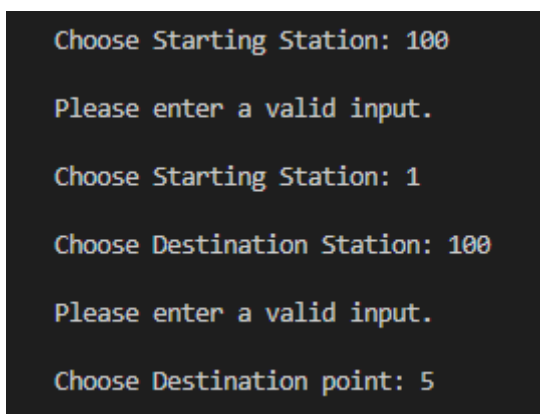 Choose Starting Station: 100
Please enter a valid input.
Choose Starting Station: 1
Choose Destination Station: 100
Please enter a valid input.
Choose Destination point: 5